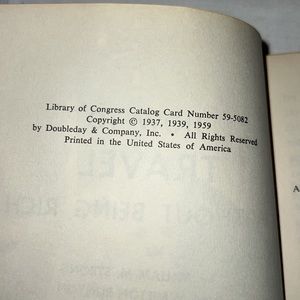 Library of Congress Catalog Card Number 59-5082
Copyright © 1937, 1939, 1959
by Doubleday & Company, Inc. • All Rights Reserved
Printed in the United States of America
A